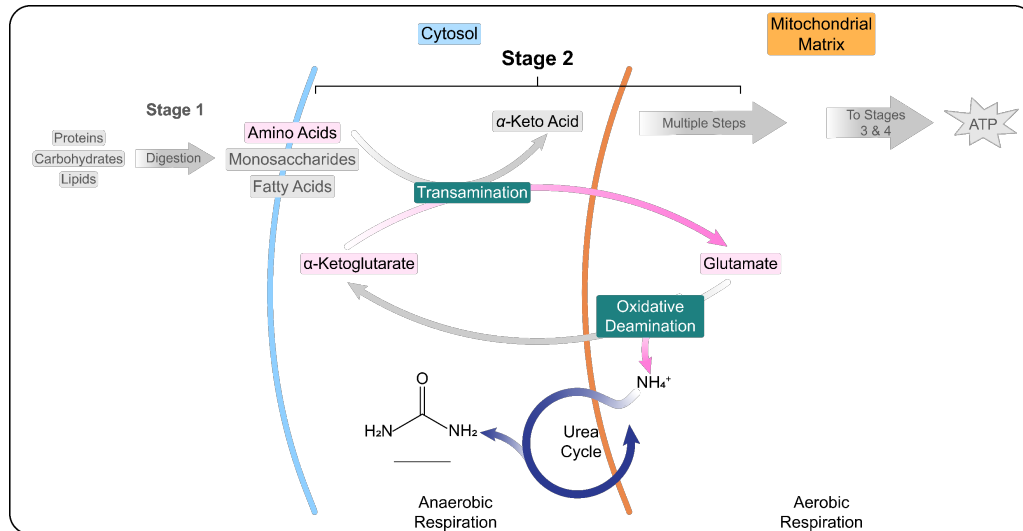 Cytosol
Mitochondrial
Matrix
Stage 2
Stage 1
Proteins
Carbohydrates
Lipids
Digestion
Amino Acids
Monosaccharides
Fatty Acids
α-Keto Acid
Multiple Steps
To Stages
3 & 4
ATP
Transamination
α-Ketoglutarate
Glutamate
Oxidative
Deamination
NH₄⁺
O
H₂N
NH₂
Urea
Cycle
Anaerobic
Respiration
Aerobic
Respiration